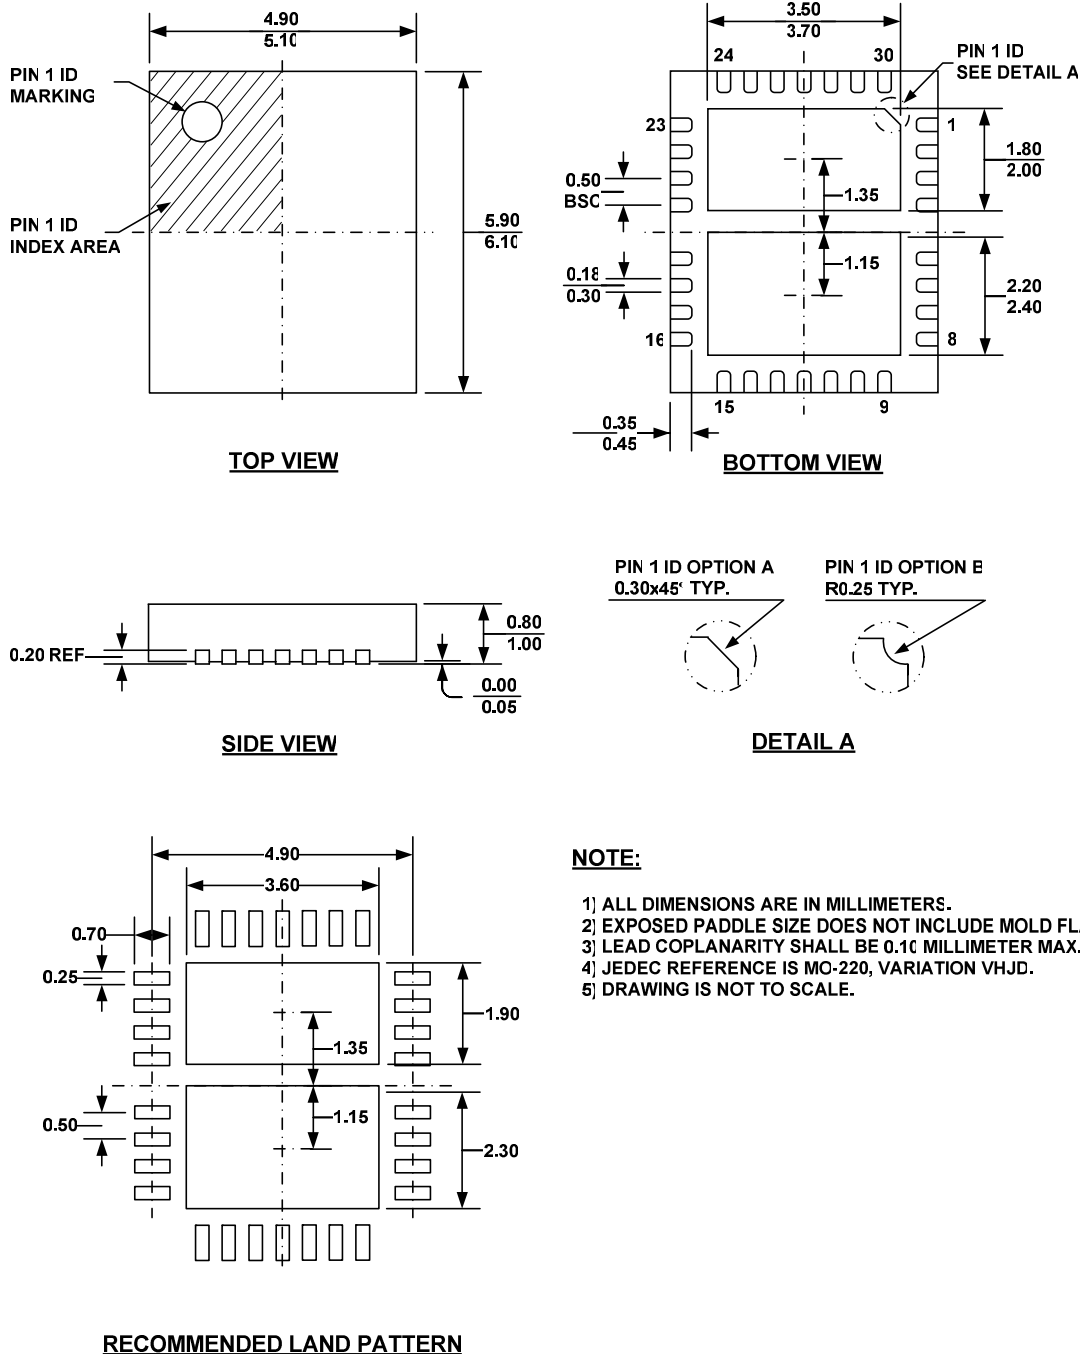 4.90
5.10
PIN 1 ID
MARKING
PIN 1 ID
INDEX AREA
5.90
6.10
TOP VIEW
3.50
3.70
24
30
PIN 1 ID
SEE DETAIL A
23
1
1.80
2.00
0.50
BSC
1.35
1.15
0.18
0.30
2.20
2.40
16
8
15
9
0.35
0.45
BOTTOM VIEW
0.20 REF
0.80
1.00
0.00
0.05
SIDE VIEW
PIN 1 ID OPTION A
0.30x45° TYP.
PIN 1 ID OPTION B
R0.25 TYP.
DETAIL A
4.90
3.60
0.70
0.25
1.90
1.35
0.50
1.15
2.30
RECOMMENDED LAND PATTERN
NOTE:
1) ALL DIMENSIONS ARE IN MILLIMETERS.
2) EXPOSED PADDLE SIZE DOES NOT INCLUDE MOLD
3) LEAD COPLANARITY SHALL BE 0.10 MILLIMETER MAX.
4) JEDEC REFERENCE IS MO-220, VARIATION VHJD.
5) DRAWING IS NOT TO SCALE.